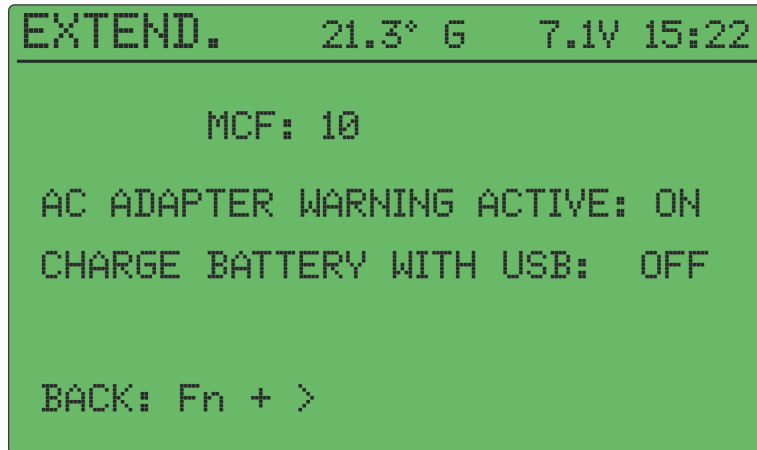 EXTEND. 21.3° G 7.1V 15:22
MCF: 10
AC ADAPTER WARNING ACTIVE: ON
CHARGE BATTERY WITH USB: OFF
BACK: Fn + >